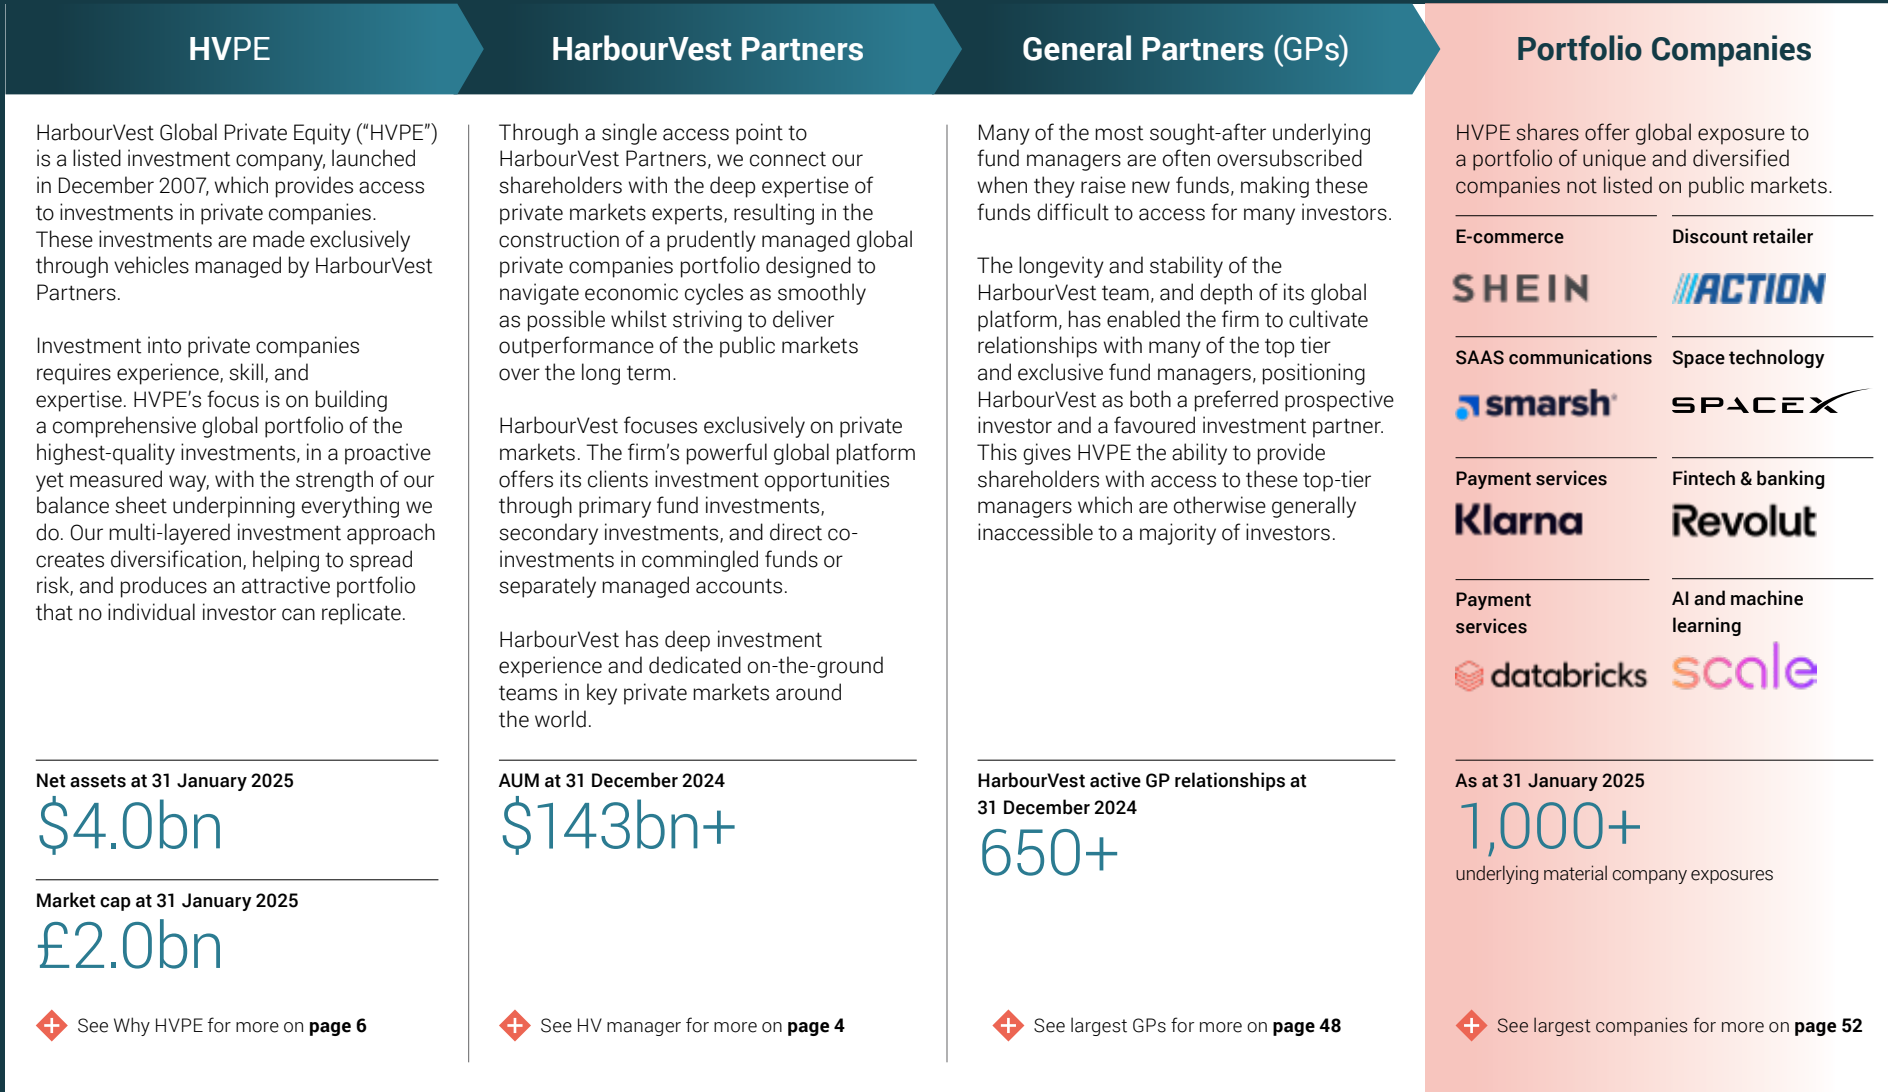 HVPE
HarbourVest Global Private Equity (“HVPE”)
is a listed investment company, launched
in December 2007, which provides access
to investments in private companies.
These investments are made exclusively
through vehicles managed by HarbourVest
Partners.
Investment into private companies
requires experience, skill, and
expertise. HVPE’s focus is on building
a comprehensive global portfolio of the
highest-quality investments, in a proactive
yet measured way, with the strength of our
balance sheet underpinning everything we
do. Our multi-layered investment approach
creates diversification, helping to spread
risk, and produces an attractive portfolio
that no individual investor can replicate.
Net assets at 31 January 2025
$4.0bn
Market cap at 31 January 2025
£2.0bn
See Why HVPE for more on page 6
HarbourVest Partners
Through a single access point to
HarbourVest Partners, we connect our
shareholders with the deep expertise of
private markets experts, resulting in the
construction of a prudently managed global
private companies portfolio designed to
navigate economic cycles as smoothly
as possible whilst striving to deliver
outperformance of the public markets
over the long term.
HarbourVest focuses exclusively on private
markets. The firm’s powerful global platform
offers its clients investment opportunities
through primary fund investments,
secondary investments, and direct co-
investments in commingled funds or
separately managed accounts.
HarbourVest has deep investment
experience and dedicated on-the-ground
teams in key private markets around
the world.
AUM at 31 December 2024
$143bn+
See HV manager for more on page 4
General Partners (GPs)
Many of the most sought-after underlying
fund managers are often oversubscribed
when they raise new funds, making these
funds difficult to access for many investors.
The longevity and stability of the
HarbourVest team, and depth of its global
platform, has enabled the firm to cultivate
relationships with many of the top tier
and exclusive fund managers, positioning
HarbourVest as both a preferred prospective
investor and a favoured investment partner.
This gives HVPE the ability to provide
shareholders with access to these top-tier
managers which are otherwise generally
inaccessible to a majority of investors.
HarbourVest active GP relationships at
31 December 2024
650+
See largest GPs for more on page 48
Portfolio Companies
HVPE shares offer global exposure to
a portfolio of unique and diversified
companies not listed on public markets.
E-commerce
SHEIN
Discount retailer
ACTION
SAAS communications
smarsh
Space technology
SPACEX
Payment services
Klarna
Fintech & banking
Revolut
Payment
services
databricks
AI and machine
learning
scale
As at 31 January 2025
1,000+
underlying material company exposures
See largest companies for more on page 52